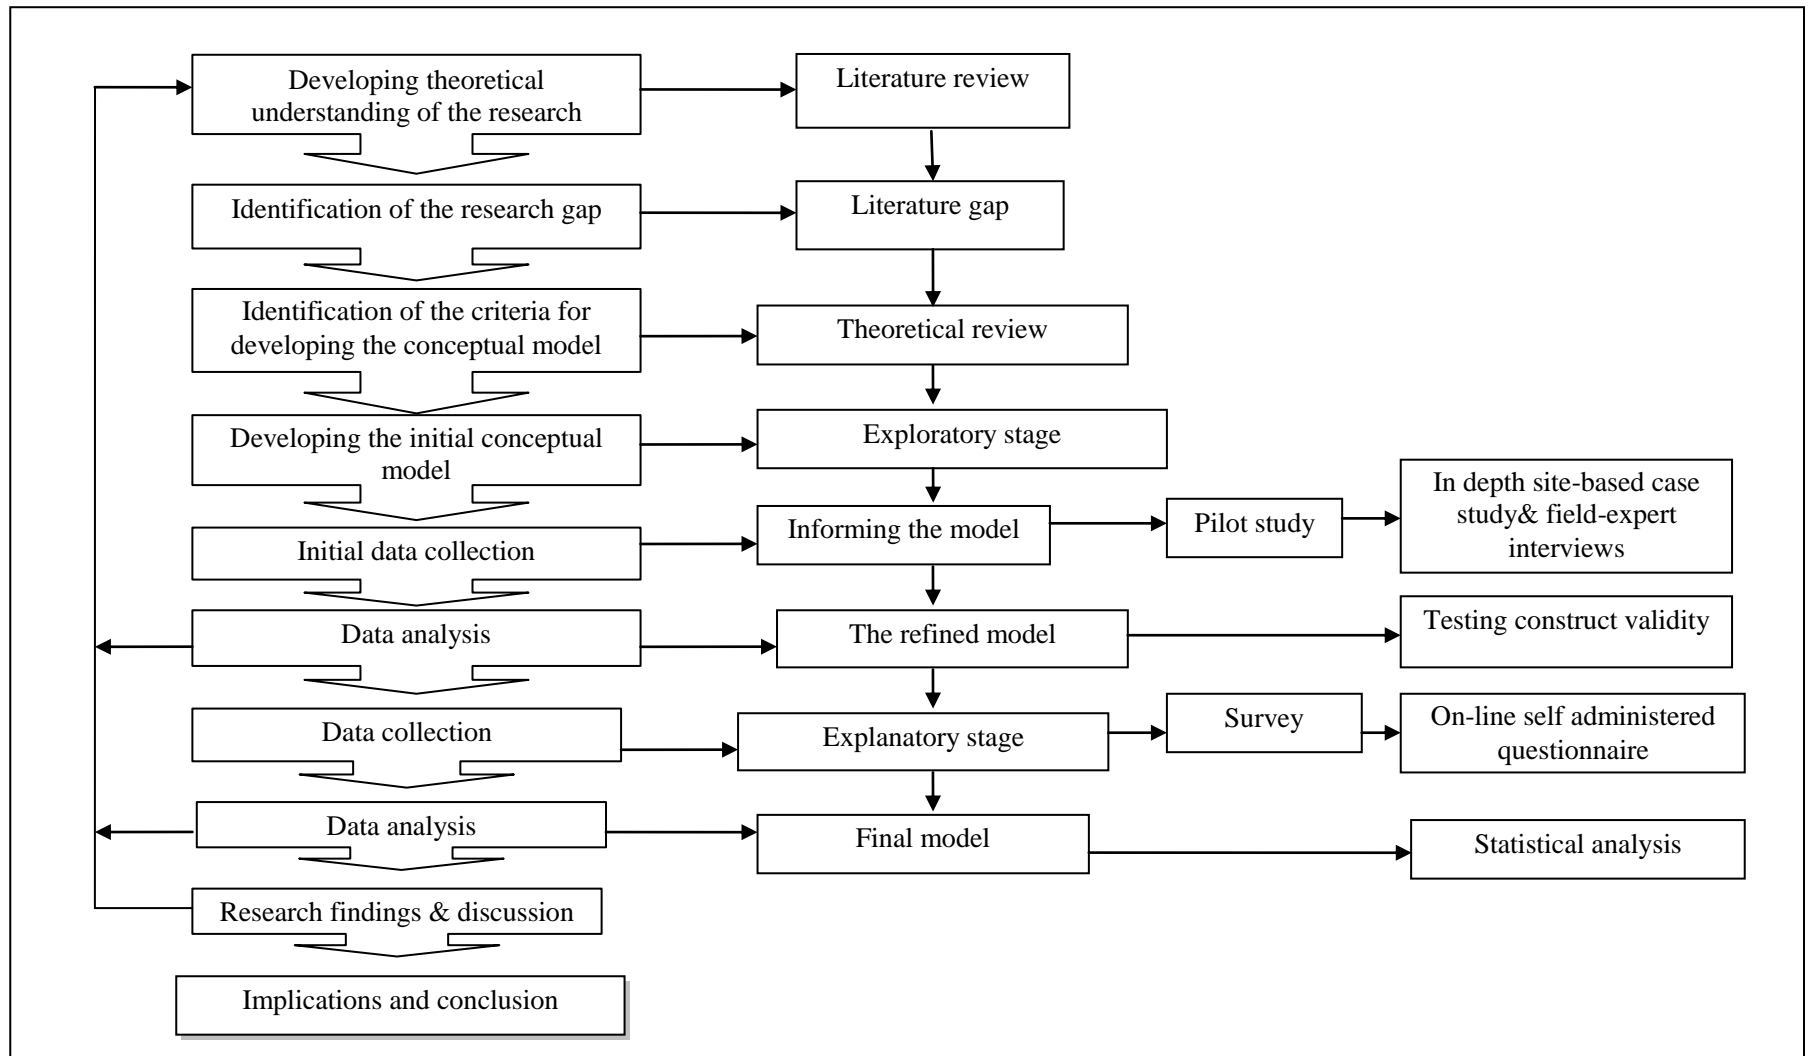 Developing theoretical
understanding of the research
Literature review
Identification of the research gap
Literature gap
Identification of the criteria for
developing the conceptual model
Theoretical review
Developing the initial conceptual
model
Exploratory stage
Initial data collection
Informing the model
Pilot study
In depth site-based case
study& field-expert
interviews
Data analysis
The refined model
Testing construct validity
Data collection
Explanatory stage
Survey
On-line self administered
questionnaire
Data analysis
Final model
Statistical analysis
Research findings & discussion
Implications and conclusion